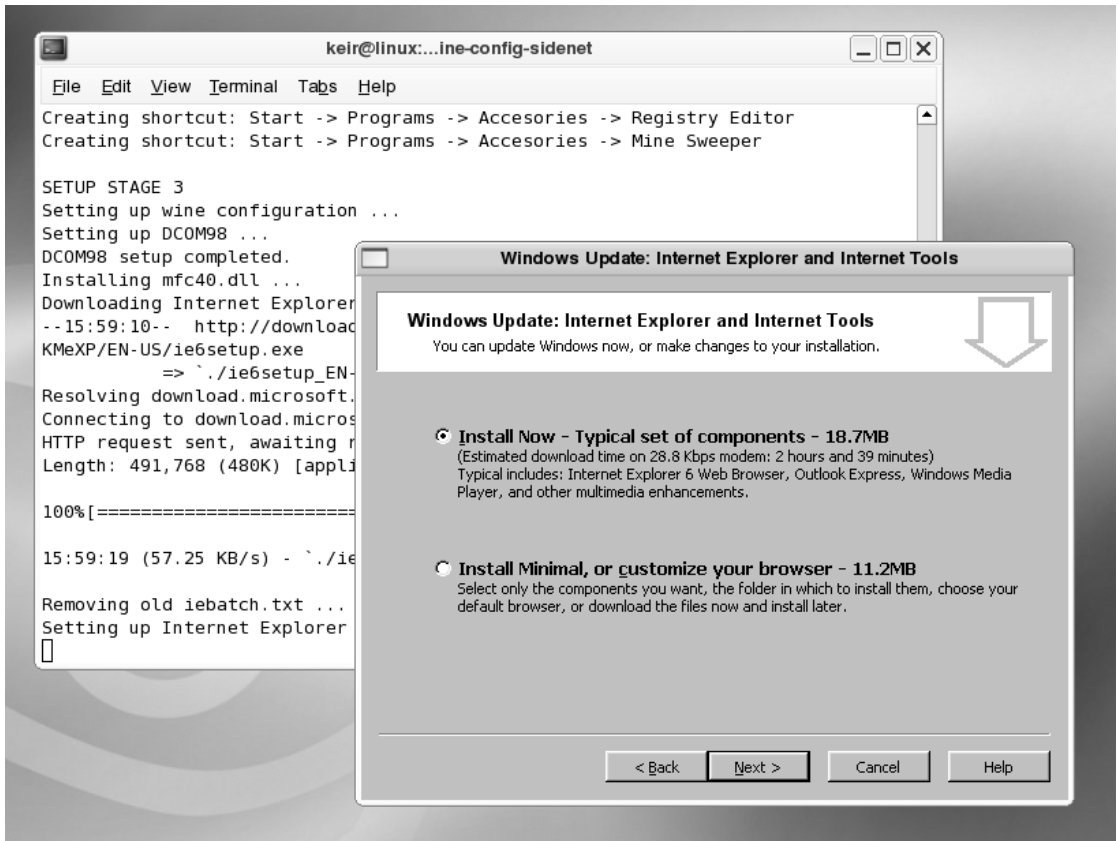 keir@linux:...ine-config-sidenet
File Edit View Terminal Tabs Help
Creating shortcut: Start -> Programs -> Accesories -> Registry Editor
Creating shortcut: Start -> Programs -> Accesories -> Mine Sweeper
SETUP STAGE 3
Setting up wine configuration ...
Setting up DCOM98 ...
DCOM98 setup completed.
Installing mfc40.dll ...
Downloading Internet Explorer
--15:59:10-- http://download
KMeXP/EN-US/ie6setup.exe
=> `./ie6setup_EN-
Resolving download.microsoft.
Connecting to download.micros
HTTP request sent, awaiting r
Length: 491,768 (480K) [appli
100%[==========================
15:59:19 (57.25 KB/s) - `./ie
Removing old iebatch.txt ...
Setting up Internet Explorer
Windows Update: Internet Explorer and Internet Tools
Windows Update: Internet Explorer and Internet Tools
You can update Windows now, or make changes to your installation.
Install Now - Typical set of components - 18.7MB
(Estimated download time on 28.8 Kbps modem: 2 hours and 39 minutes)
Typical includes: Internet Explorer 6 Web Browser, Outlook Express, Windows Media
Player, and other multimedia enhancements.
Install Minimal, or customize your browser - 11.2MB
Select only the components you want, the folder in which to install them, choose your
default browser, or download the files now and install later.
< Back Next > Cancel Help